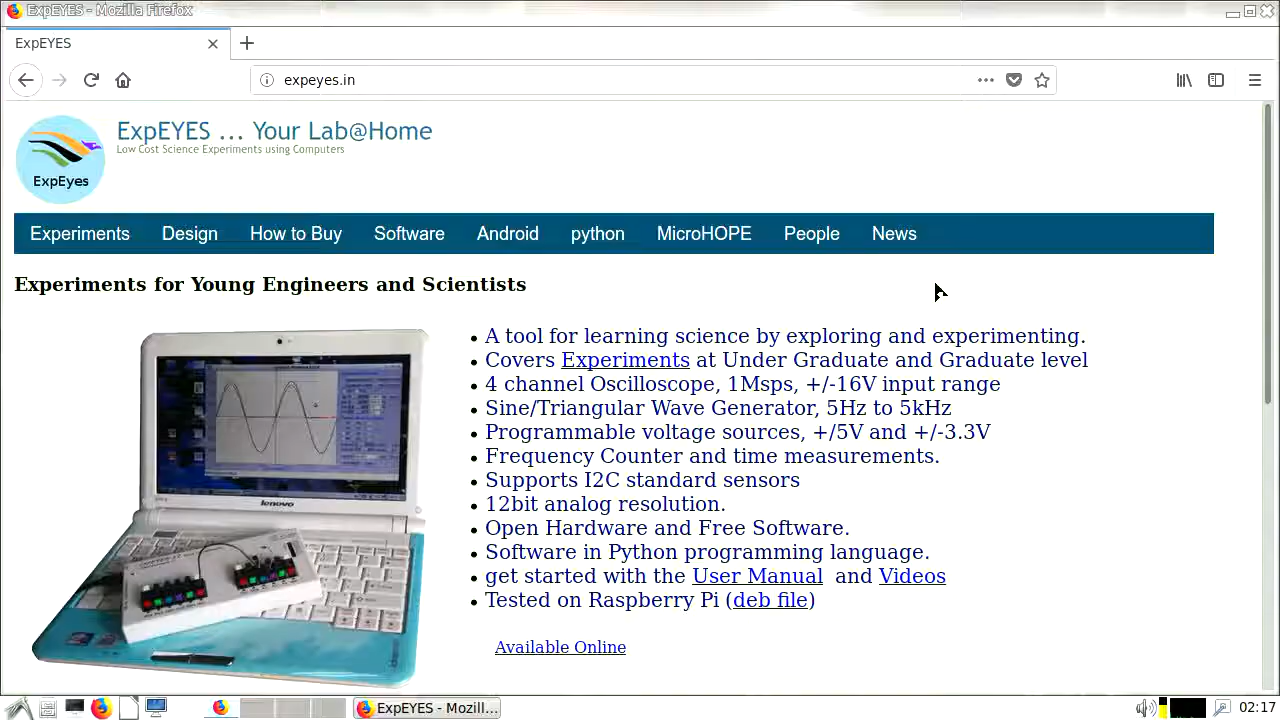 ExpEYES - Mozilla Firefox
ExpEYES
expeyes.in
ExpEYES ... Your Lab@Home
Low Cost Science Experiments using Computers
ExpEyes
Experiments Design How to Buy Software Android python MicroHOPE People News
Experiments for Young Engineers and Scientists
A tool for learning science by exploring and experimenting.
Covers Experiments at Under Graduate and Graduate level
4 channel Oscilloscope, 1Msps, +/-16V input range
Sine/Triangular Wave Generator, 5Hz to 5kHz
Programmable voltage sources, +/5V and +/-3.3V
Frequency Counter and time measurements.
Supports I2C standard sensors
12bit analog resolution.
Open Hardware and Free Software.
Software in Python programming language.
get started with the User Manual and Videos
Tested on Raspberry Pi (deb file)
Available Online
lenovo
ExpEYES - Mozill...
02:17